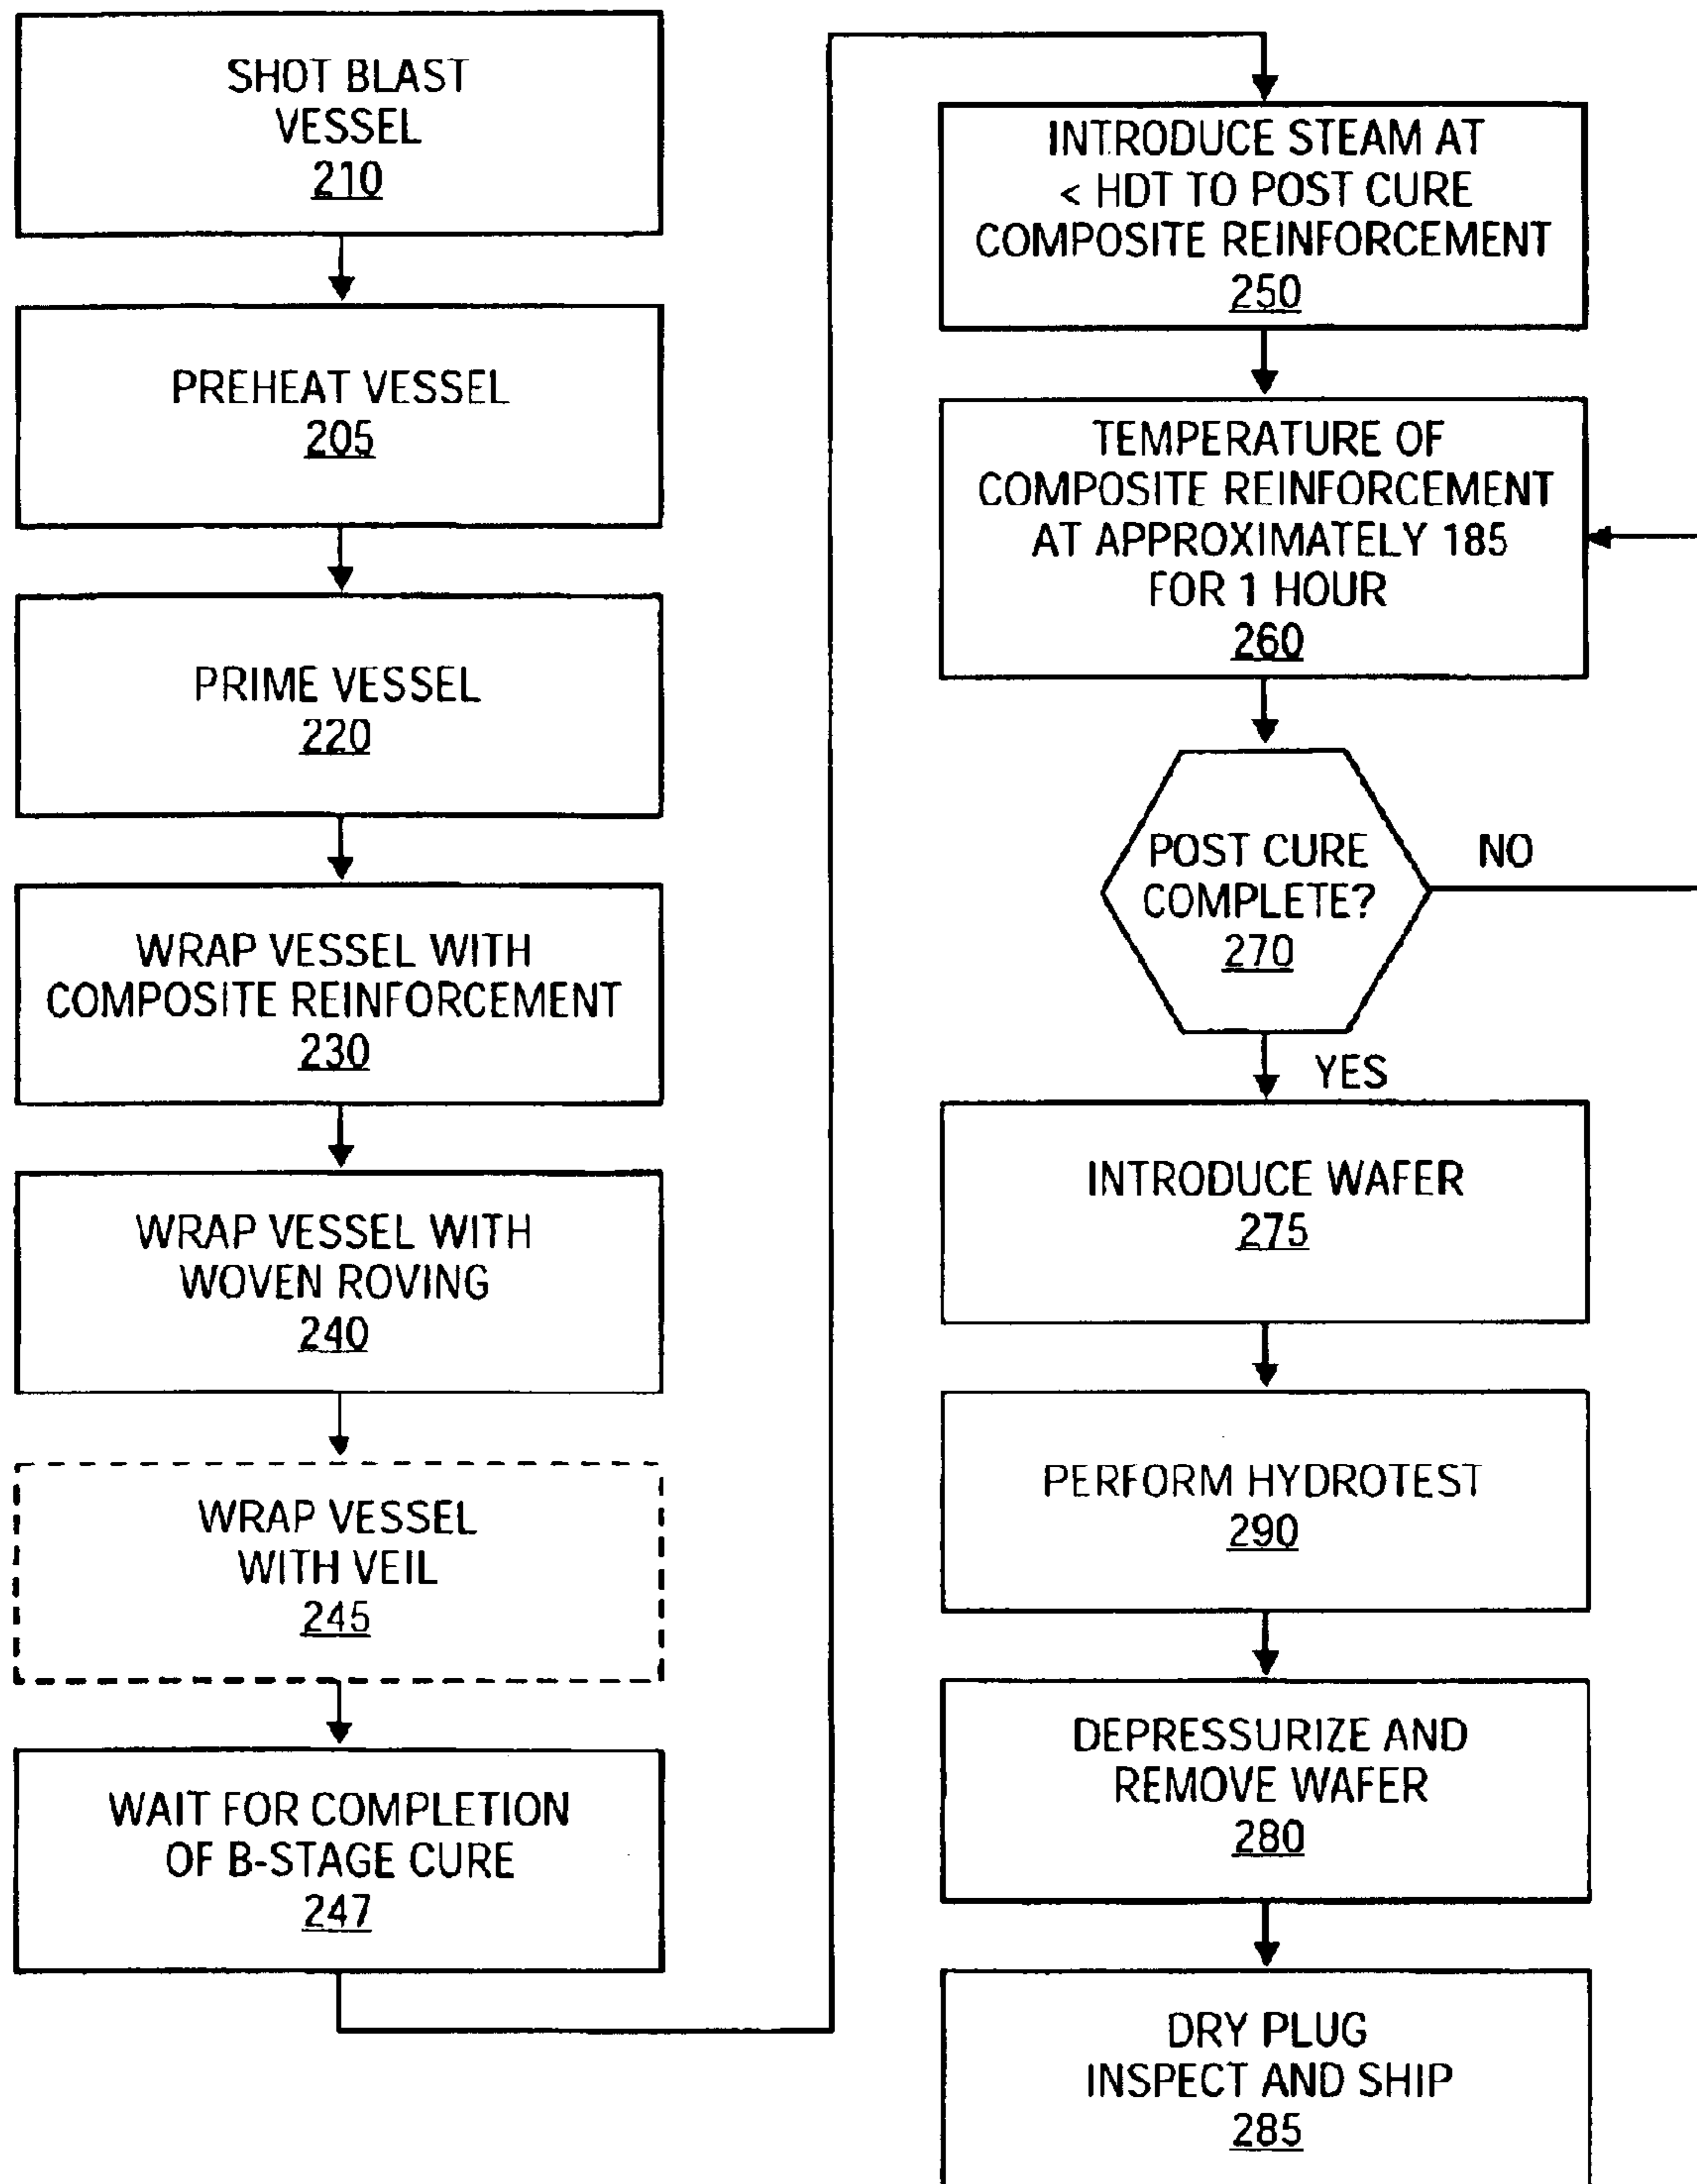 SHOT BLAST
VESSEL
210
PREHEAT VESSEL
205
PRIME VESSEL
220
WRAP VESSEL WITH
COMPOSITE REINFORCEMENT
230
WRAP VESSEL WITH
WOVEN ROVING
240
WRAP VESSEL
WITH VEIL
245
WAIT FOR COMPLETION
OF B-STAGE CURE
247
INTRODUCE STEAM AT
< HDT TO POST CURE
COMPOSITE REINFORCEMENT
250
TEMPERATURE OF
COMPOSITE REINFORCEMENT
AT APPROXIMATELY 185
FOR 1 HOUR
260
POST CURE
COMPLETE?
270
NO
YES
INTRODUCE WAFER
275
PERFORM HYDROTEST
290
DEPRESSURIZE AND
REMOVE WAFER
280
DRY PLUG
INSPECT AND SHIP
285